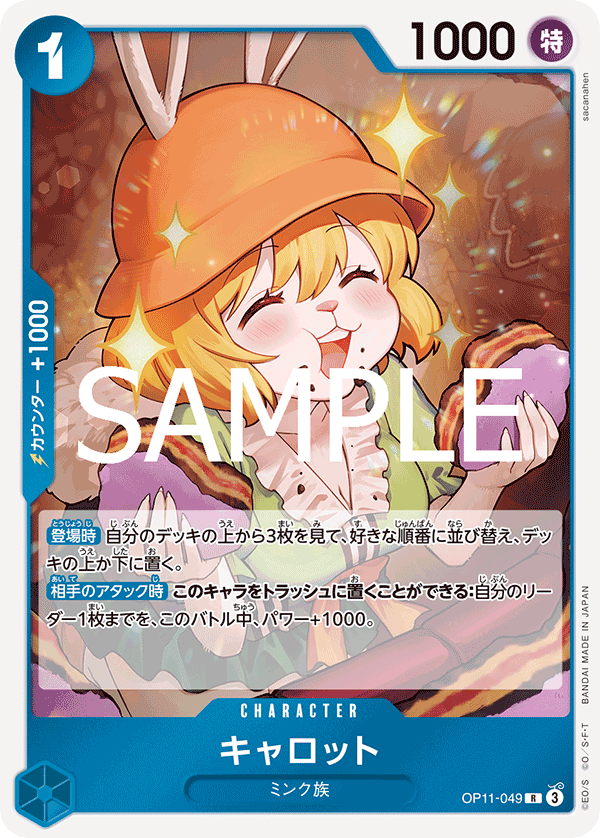 1
1000 特
sacanahen
カウンター +1000
SAMPLE
登場時 自分のデッキの上から3枚を見て、好きな順番に並び替え、デッ
キの上か下に置く。
相手のアタック時 このキャラをトラッシュに置くことができる:自分のリー
ダー1枚までを、このバトル中、パワー+1000。
CHARACTER
キャロット
ミンク族
OP11-049 R 3
©E.O/S ©O/S・F・T BANDAI MADE IN JAPAN